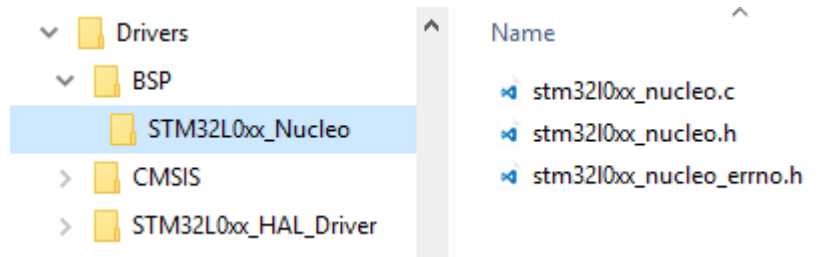 Drivers
BSP
STM32L0xx_Nucleo
CMSIS
STM32L0xx_HAL_Driver
Name
stm32l0xx_nucleo.c
stm32l0xx_nucleo.h
stm32l0xx_nucleo_errno.h